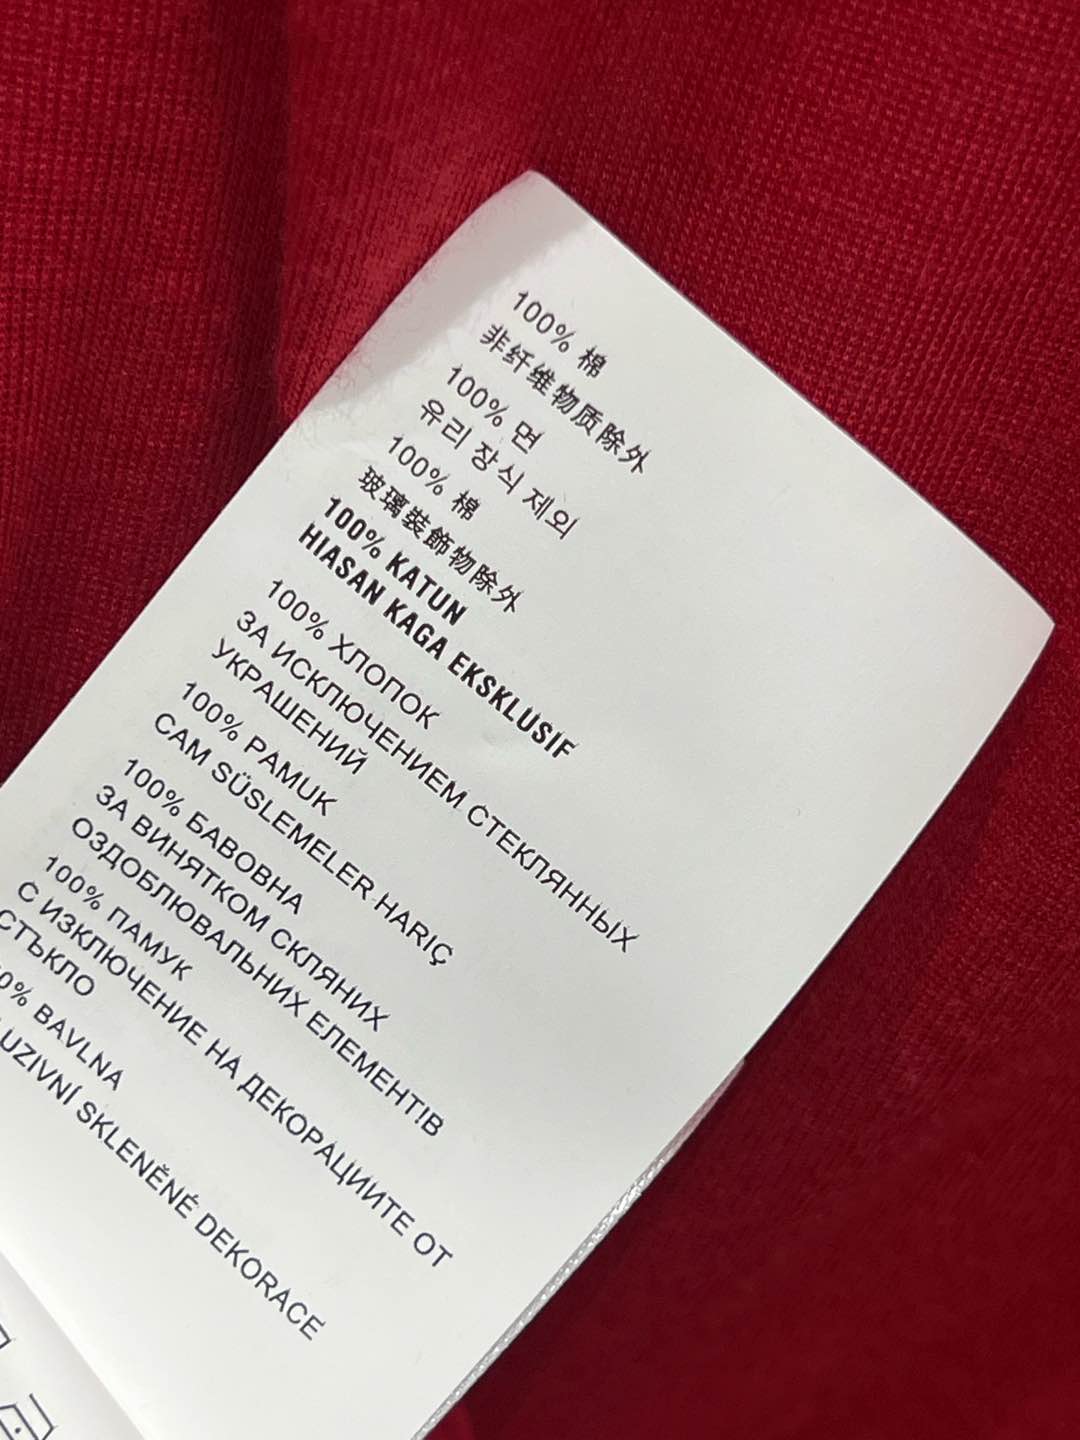 100% 棉
非纤维物质除外
100% 면
유리 장식 제외
100% 棉
玻璃裝飾物除外
100% KATUN
HIASAN KAGA EKSKLUSIF
100% ХЛОПОК
ЗА ИСКЛЮЧЕНИЕМ СТЕКЛЯННЫХ
УКРАШЕНИЙ
100% PAMUK
CAM SÜSLEMELER HARIÇ
100% БАВОВНА
ЗА ВИНЯТКОМ СКЛЯНИХ
ОЗДОБЛЮВАЛЬНИХ ЕЛЕМЕНТІВ
100% ПАМУК
С ИЗКЛЮЧЕНИЕ НА ДЕКОРАЦИИТЕ ОТ
СТЪКЛО
0% BAVLNA
LUZIVNÍ SKLENĚNÉ DEKORACE